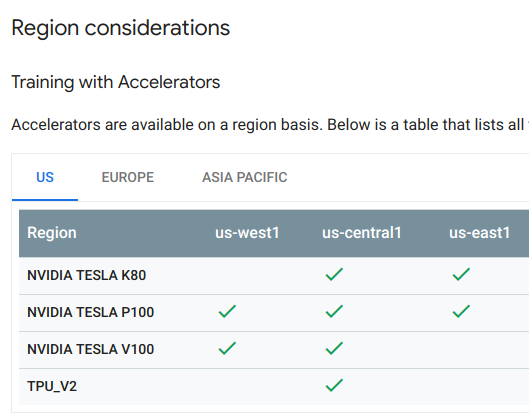 Region considerations
Training with Accelerators
Accelerators are available on a region basis. Below is a table that lists all
US EUROPE ASIA PACIFIC
Region us-west1 us-central1 us-east1
NVIDIA TESLA K80 ✓ ✓
NVIDIA TESLA P100 ✓ ✓ ✓
NVIDIA TESLA V100 ✓ ✓
TPU_V2 ✓